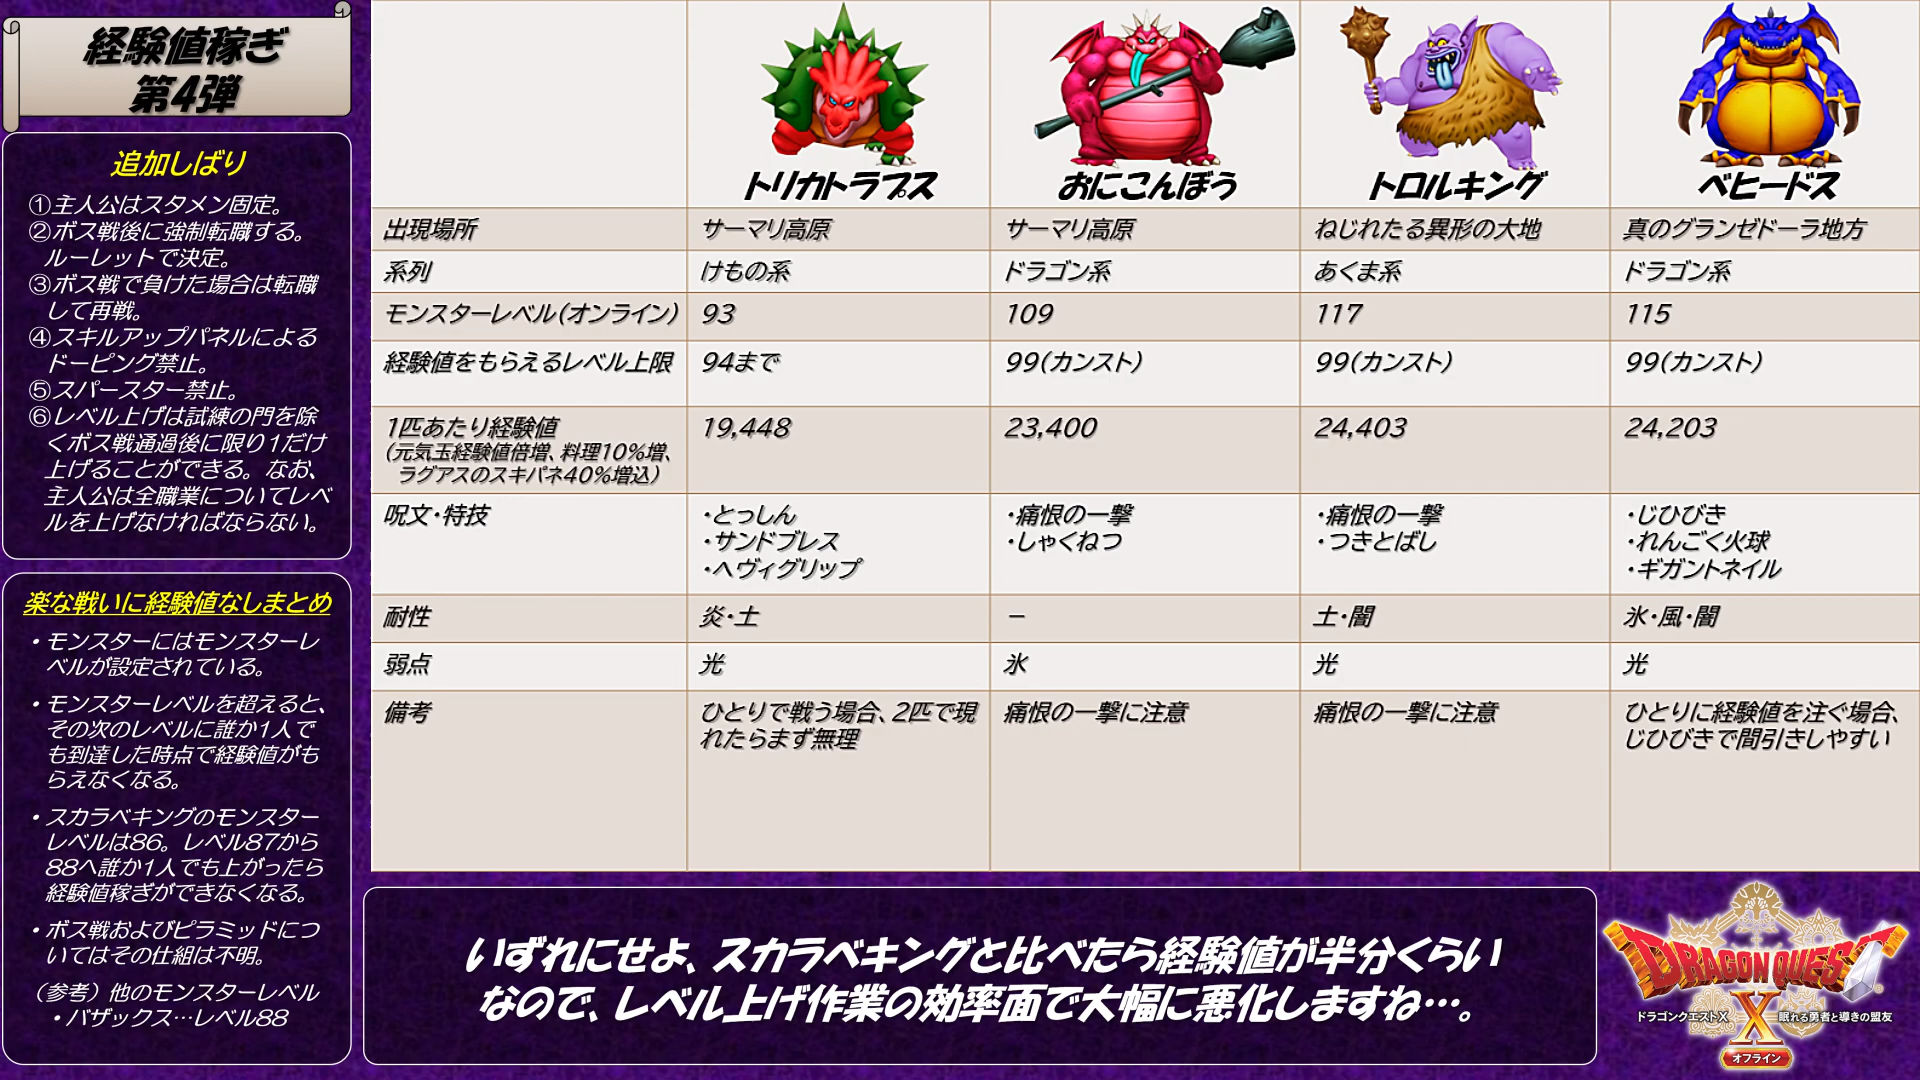 経験値稼ぎ
第4弾
追加しばり
①主人公はスタメン固定。
②ボス戦後に強制転職する。
ルーレットで決定。
③ボス戦で負けた場合は転職
して再戦。
④スキルアップパネルによる
ドーピング禁止。
⑤スパースター禁止。
⑥レベル上げは試練の門を除
くボス戦通過後に限り1だけ
上げることができる。なお、
主人公は全職業についてレベ
ルを上げなければならない。
楽な戦いに経験値なしまとめ
・モンスターにはモンスターレ
ベルが設定されている。
・モンスターレベルを超えると、
その次のレベルに誰か1人で
も到達した時点で経験値がも
らえなくなる。
・スカラベキングのモンスター
レベルは86。レベル87から
88へ誰か1人でも上がったら
経験値稼ぎができなくなる。
・ボス戦およびピラミッドにつ
いてはその仕組は不明。
（参考）他のモンスターレベル
・バザックス…レベル88
トリカトラプス おにこんぼう トロルキング ベヒードス
出現場所 サーマリ高原 サーマリ高原 ねじれたる異形の大地 真のグランゼドーラ地方
系列 けもの系 ドラゴン系 あくま系 ドラゴン系
モンスターレベル（オンライン） 93 109 117 115
経験値をもらえるレベル上限 94まで 99（カンスト） 99（カンスト） 99（カンスト）
1匹あたり経験値 19,448 23,400 24,403 24,203
（元気玉経験値倍増、料理10%増、
ラグアスのスキパネ40%増込）
呪文・特技 ・とっしん ・痛恨の一撃 ・痛恨の一撃 ・じひびき
・サンドブレス ・しゃくねつ ・つきとばし ・れんごく火球
・ヘヴィグリップ ・ギガントネイル
耐性 炎・土 － 土・闇 氷・風・闇
弱点 光 氷 光 光
備考 ひとりで戦う場合、2匹で現 痛恨の一撃に注意 痛恨の一撃に注意 ひとりに経験値を注ぐ場合、
れたらまず無理 じひびきで間引きしやすい
いずれにせよ、スカラベキングと比べたら経験値が半分くらい
なので、レベル上げ作業の効率面で大幅に悪化しますね…。
DRAGON QUEST
X
ドラゴンクエストX 眠れる勇者と導きの盟友
オフライン